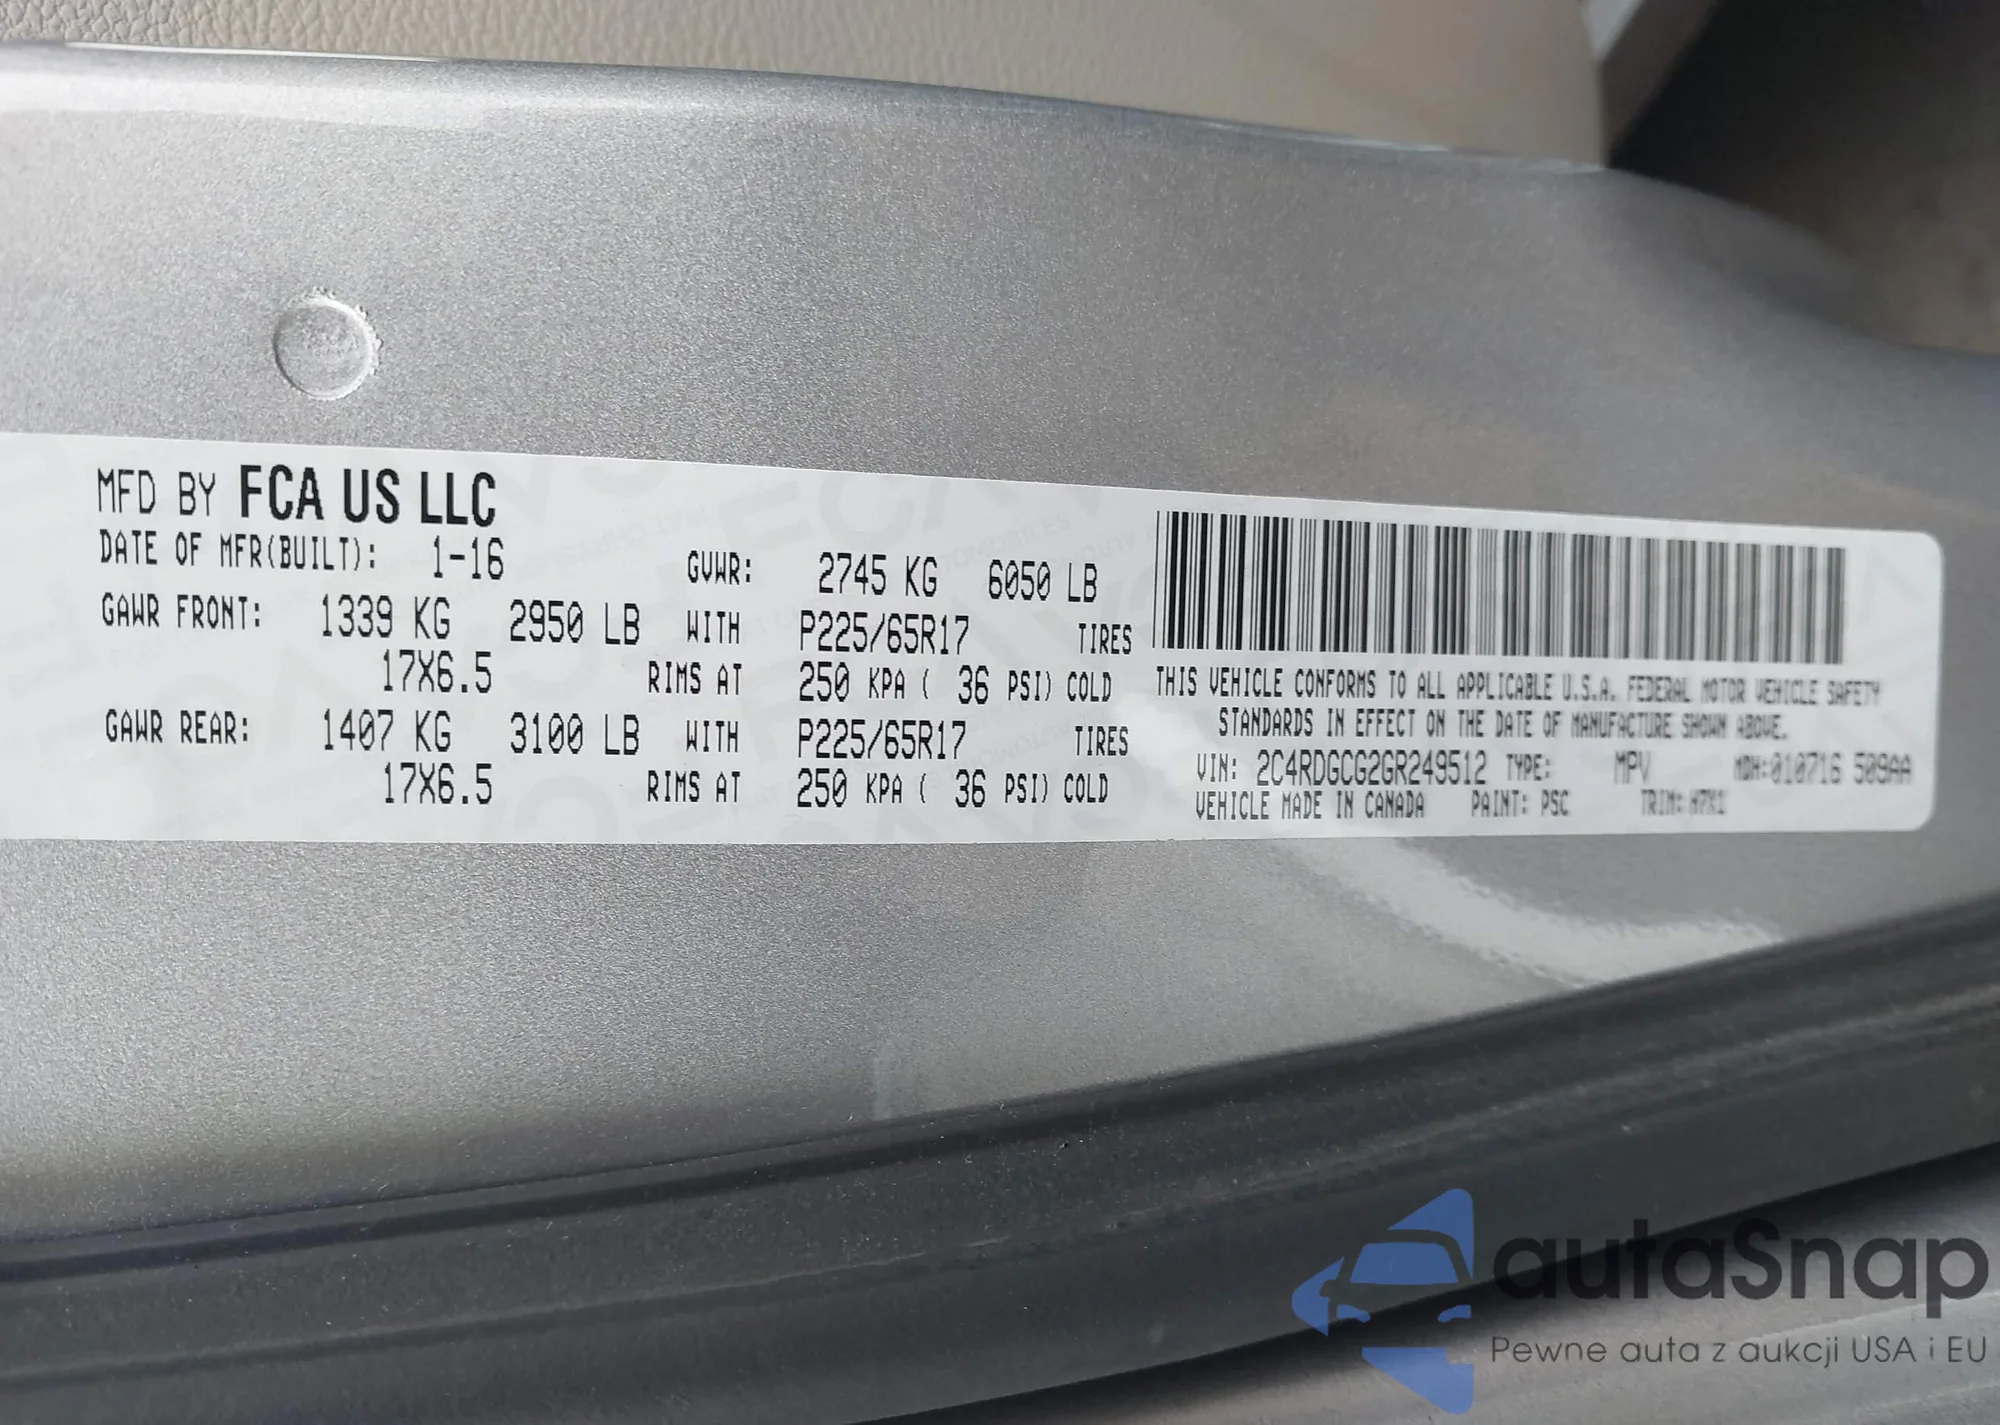 MFD BY FCA US LLC
DATE OF MFR(BUILT): 1-16 GVWR: 2745 KG 6050 LB
GAWR FRONT: 1339 KG 2950 LB WITH P225/65R17 TIRES
17X6.5 RIMS AT 250 KPA ( 36 PSI) COLD
GAWR REAR: 1407 KG 3100 LB WITH P225/65R17 TIRES
17X6.5 RIMS AT 250 KPA ( 36 PSI) COLD
THIS VEHICLE CONFORMS TO ALL APPLICABLE U.S.A. FEDERAL MOTOR VEHICLE SAFETY
STANDARDS IN EFFECT ON THE DATE OF MANUFACTURE SHOWN ABOVE.
VIN: 2C4RDGCG2GR249512 TYPE: MPV MDH:010716 509AA
VEHICLE MADE IN CANADA PAINT: PSC TRIM:
autaSnap
Pewne auta z aukcji USA i EU